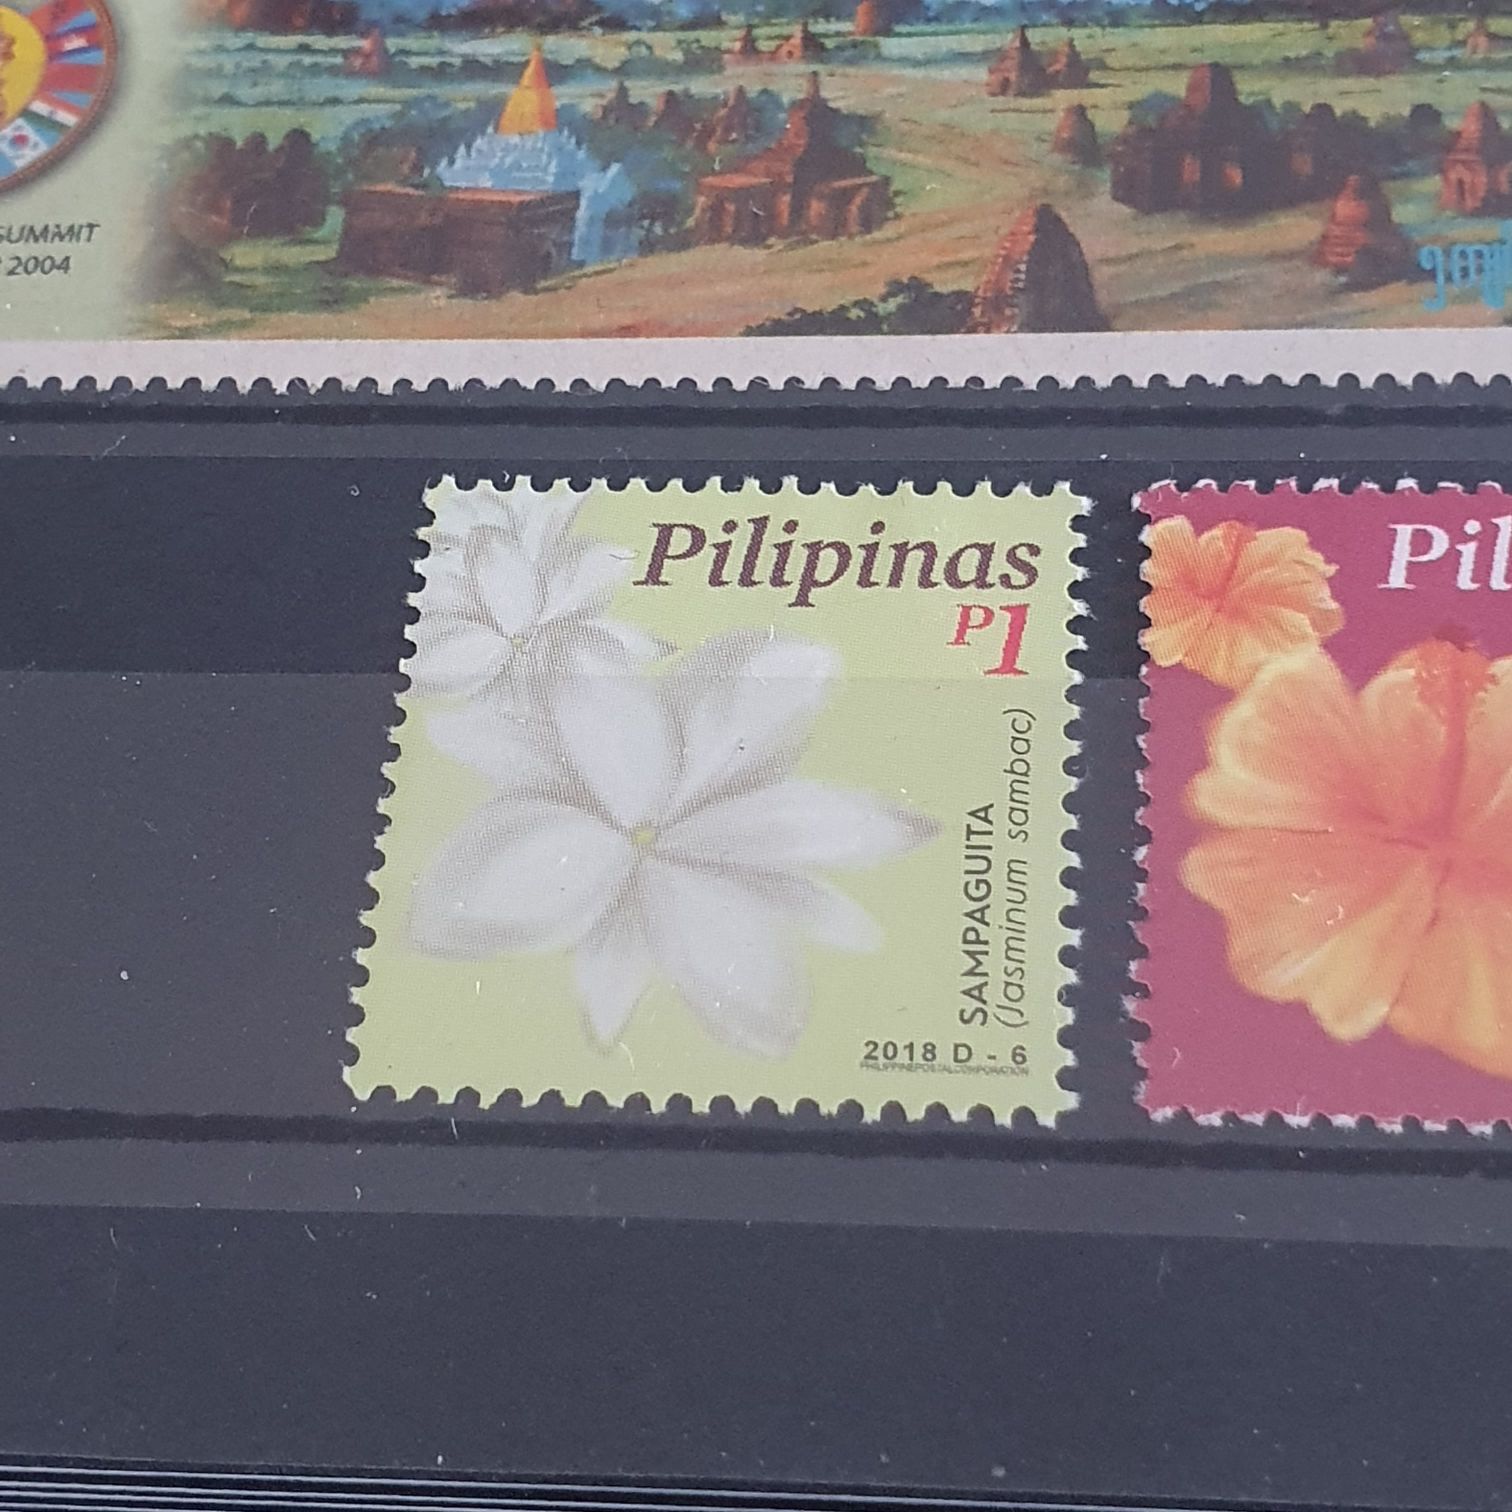 SUMMIT
2004
Pilipinas
P1
SAMPAGUITA
(Jasminum sambac)
2018 D - 6
PHILIPPINE POSTAL CORPORATION
Pil